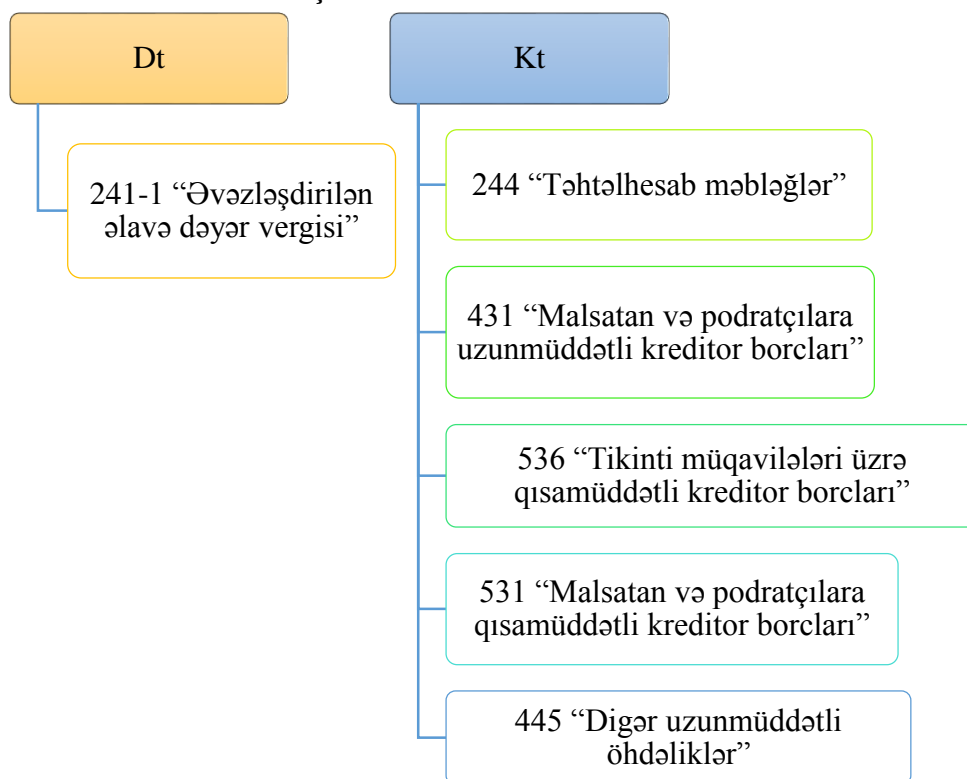 Dt
Kt
241-1 “Əvəzləşdirilən
əlavə dəyər vergisi”
244 “Təhtəlhesab məbləğlər”
431 “Malsatan və podratçılara
uzunmüddətli kreditor borcları”
536 “Tikinti müqavilələri üzrə
qısamüddətli kreditor borcları”
531 “Malsatan və podratçılara
qısamüddətli kreditor borcları”
445 “Digər uzunmüddətli
öhdəliklər”